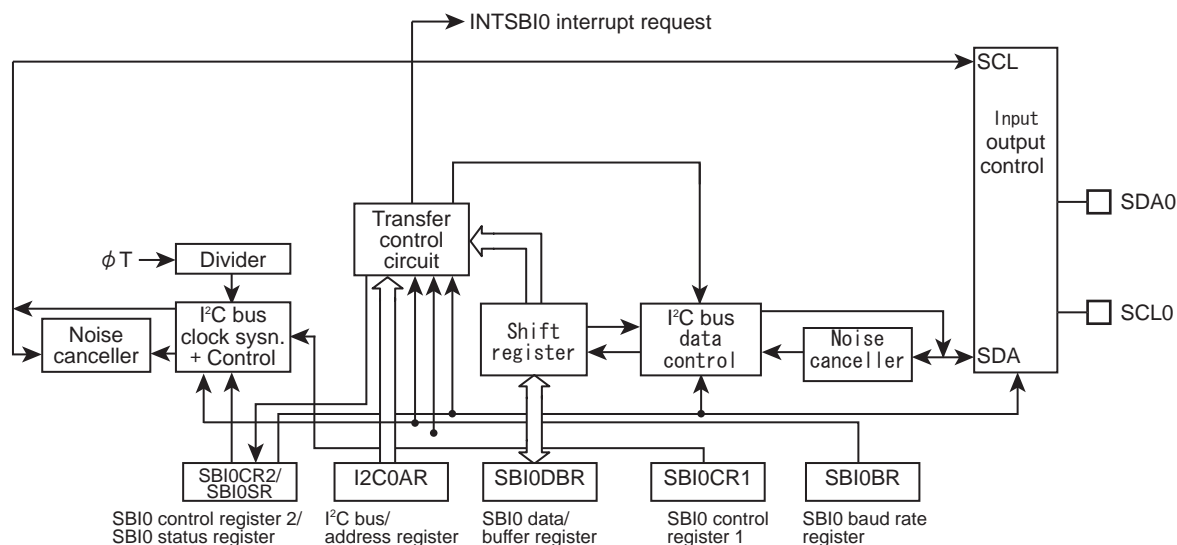 INTSBI0 interrupt request
SCL
Input
output
control
SDA0
Transfer
control
circuit
ϕT
Divider
I²C bus
clock sysn.
+ Control
Noise
canceller
Shift
register
I²C bus
data
control
Noise
canceller
SDA
SCL0
SBI0CR2/
SBI0SR
I2C0AR
SBI0DBR
SBI0CR1
SBI0BR
SBI0 control register 2/
SBI0 status register
I²C bus/
address register
SBI0 data/
buffer register
SBI0 control
register 1
SBI0 baud rate
register